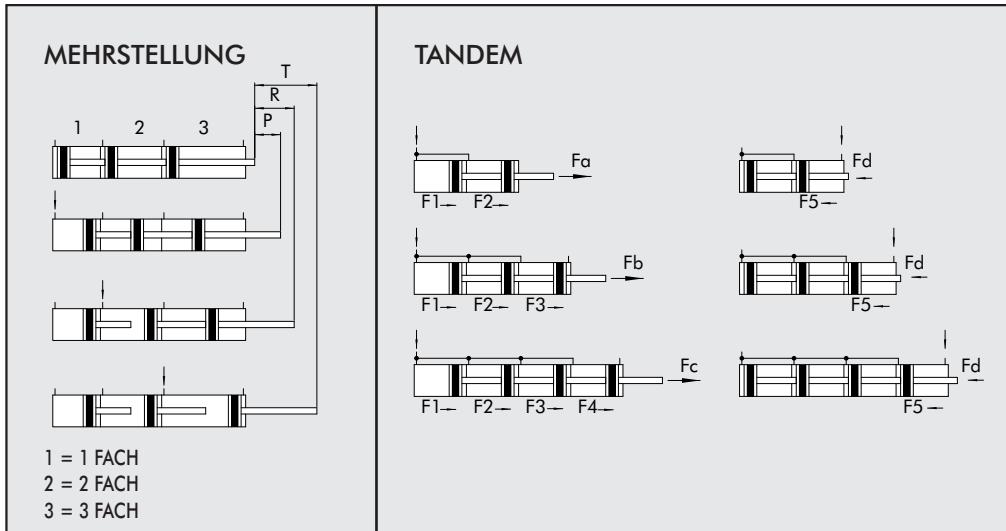 MEHRSTELLUNG
T
R
P
1 2 3
1 = 1 FACH
2 = 2 FACH
3 = 3 FACH
TANDEM
Fa
F1 F2
Fd
F5
Fb
F1 F2 F3
Fd
F5
Fc
F1 F2 F3 F4
Fd
F5